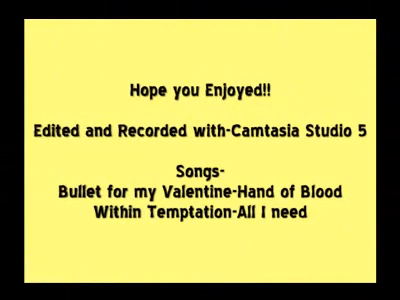 Hope you Enjoyed!!
Edited and Recorded with-Camtasia Studio 5
Songs-
Bullet for my Valentine-Hand of Blood
Within Temptation-All I need